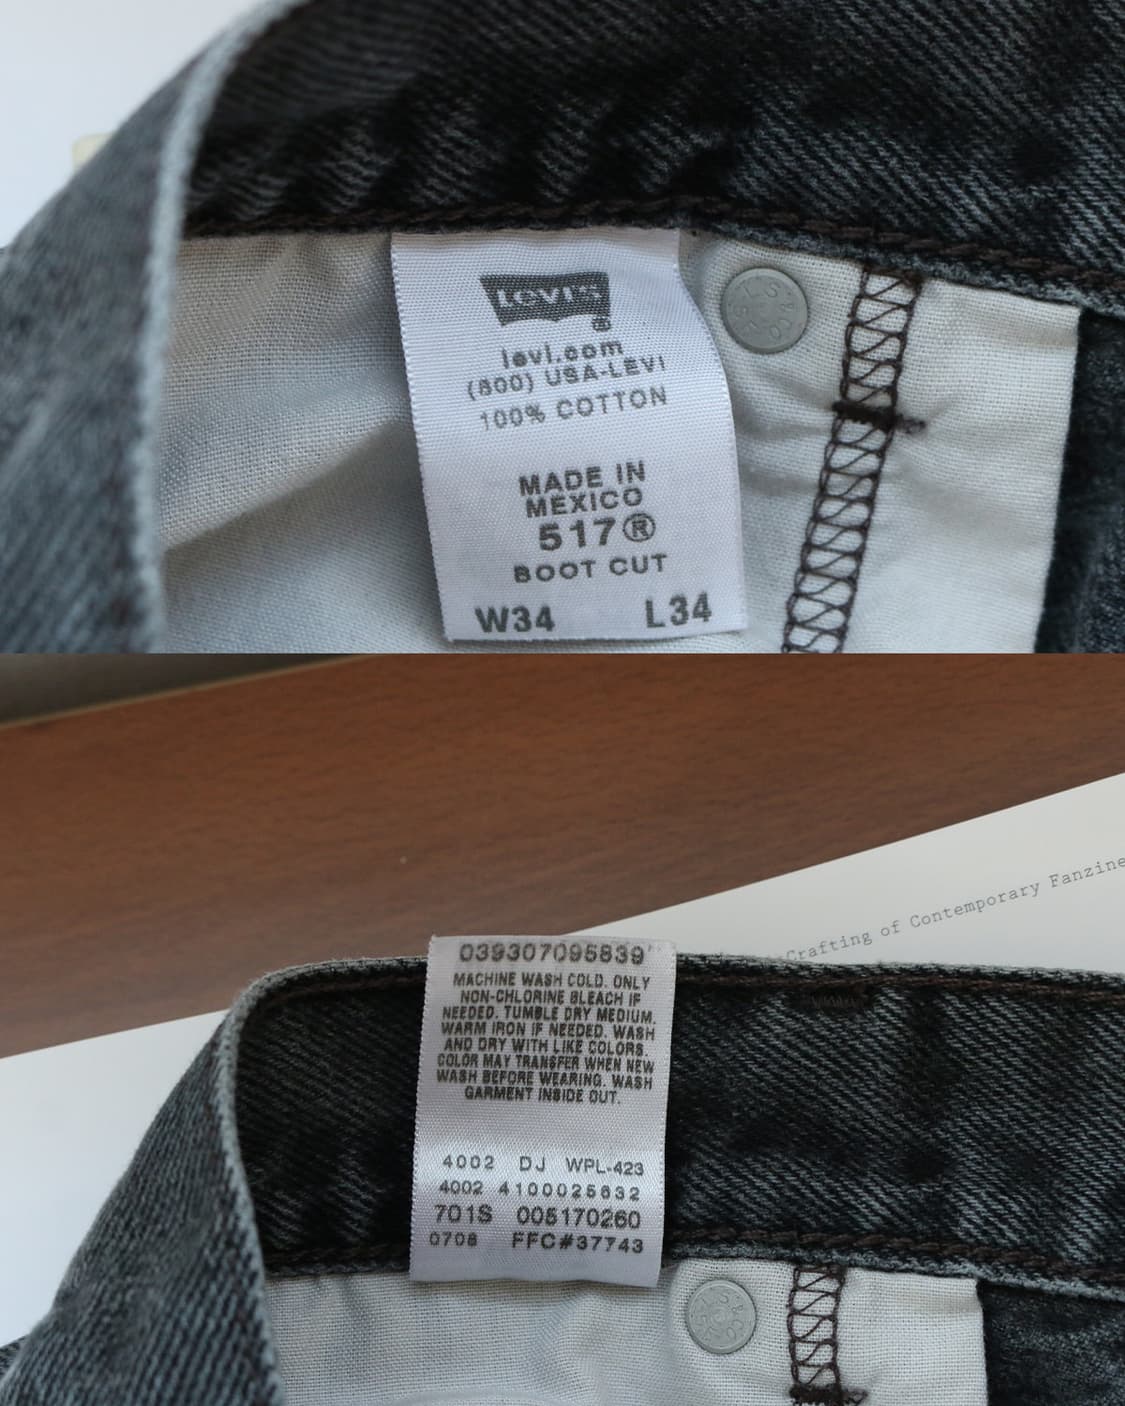 Levi's
levi.com
(800) USA-LEVI
100% COTTON
MADE IN
MEXICO
517®
BOOT CUT
W34 L34
Crafting of Contemporary Fanzine
039307095839
MACHINE WASH COLD. ONLY
NON-CHLORINE BLEACH IF
NEEDED. TUMBLE DRY MEDIUM.
WARM IRON IF NEEDED. WASH
AND DRY WITH LIKE COLORS.
COLOR MAY TRANSFER WHEN NEW
WASH BEFORE WEARING. WASH
GARMENT INSIDE OUT.
4002 DJ WPL-423
4002 4100025632
701S 005170260
0708 FFC#37743